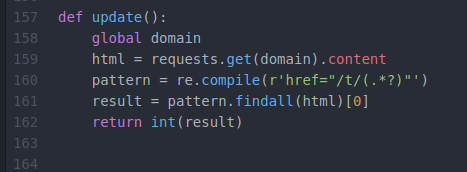 157 def update():
158     global domain
159     html = requests.get(domain).content
160     pattern = re.compile(r'href="/t/(.*?)"')
161     result = pattern.findall(html)[0]
162     return int(result)
163
164